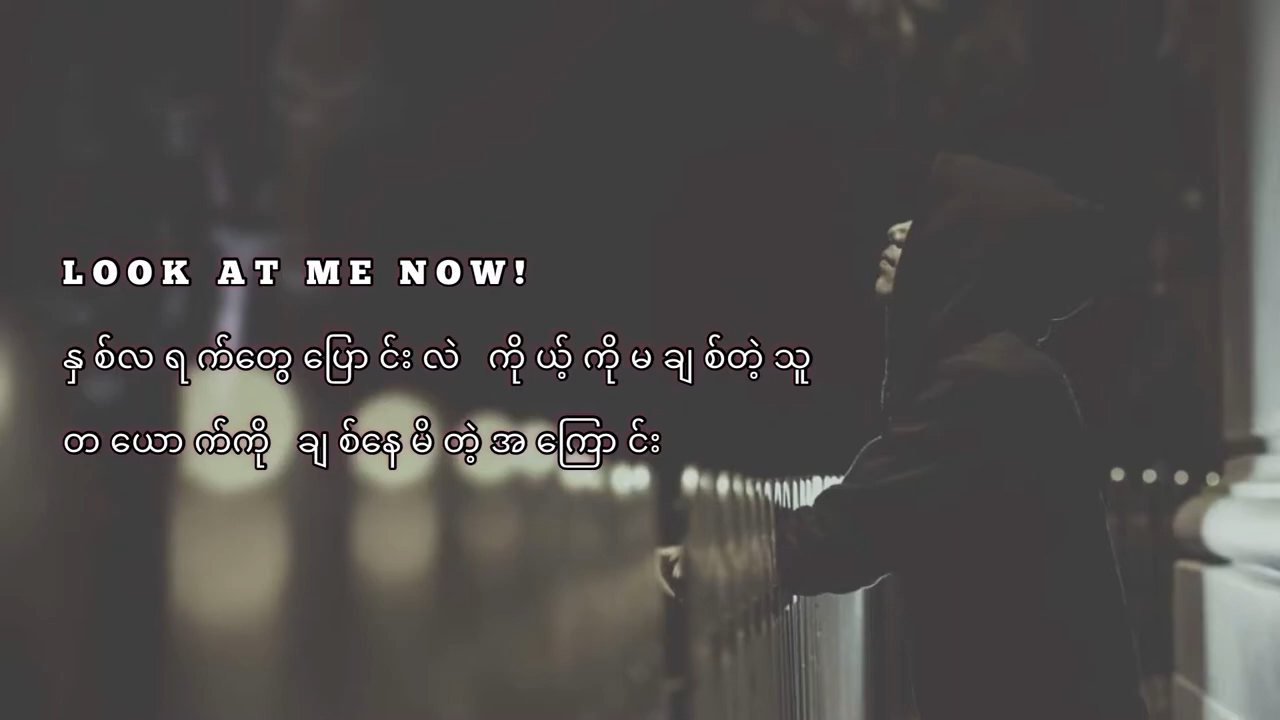 LOOK AT ME NOW!
နှစ်လရက်တွေပြောင်းလဲ ကိုယ့်ကိုမချစ်တဲ့သူ
တယောက်ကို ချစ်နေမိတဲ့အကြောင်း